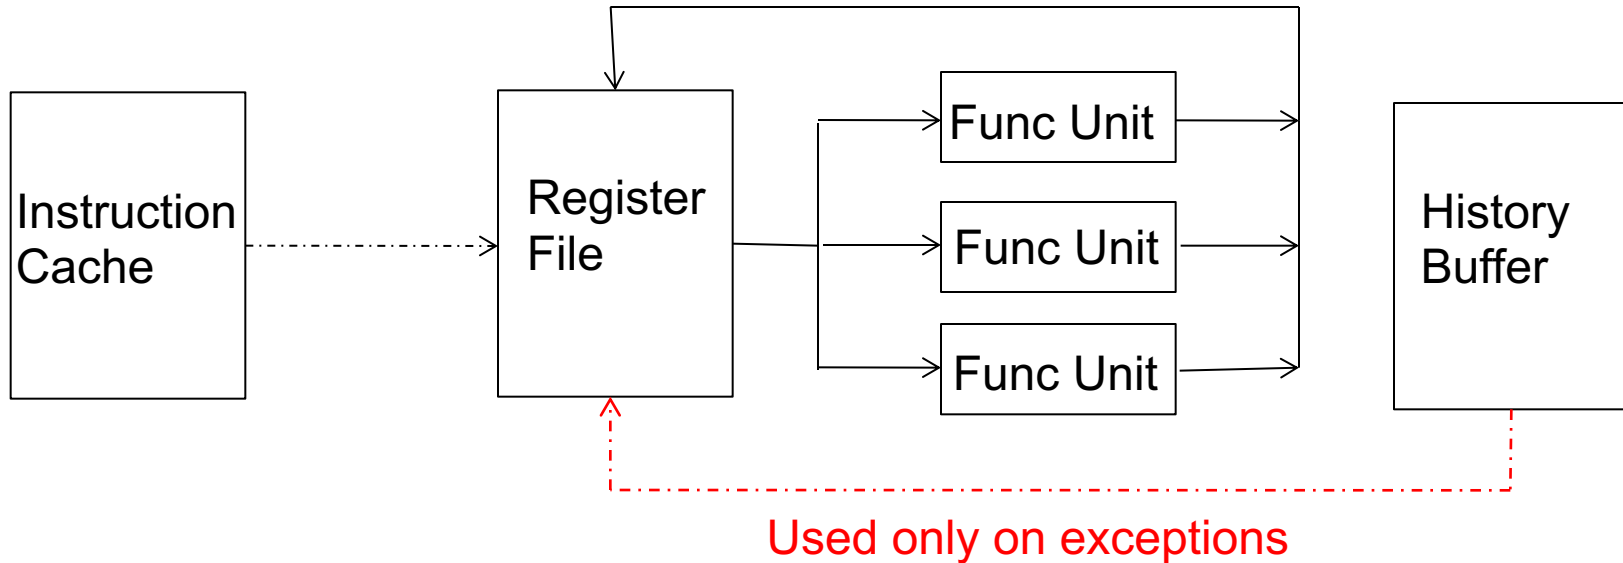 Instruction
Cache
Register
File
Func Unit
Func Unit
Func Unit
History
Buffer
Used only on exceptions